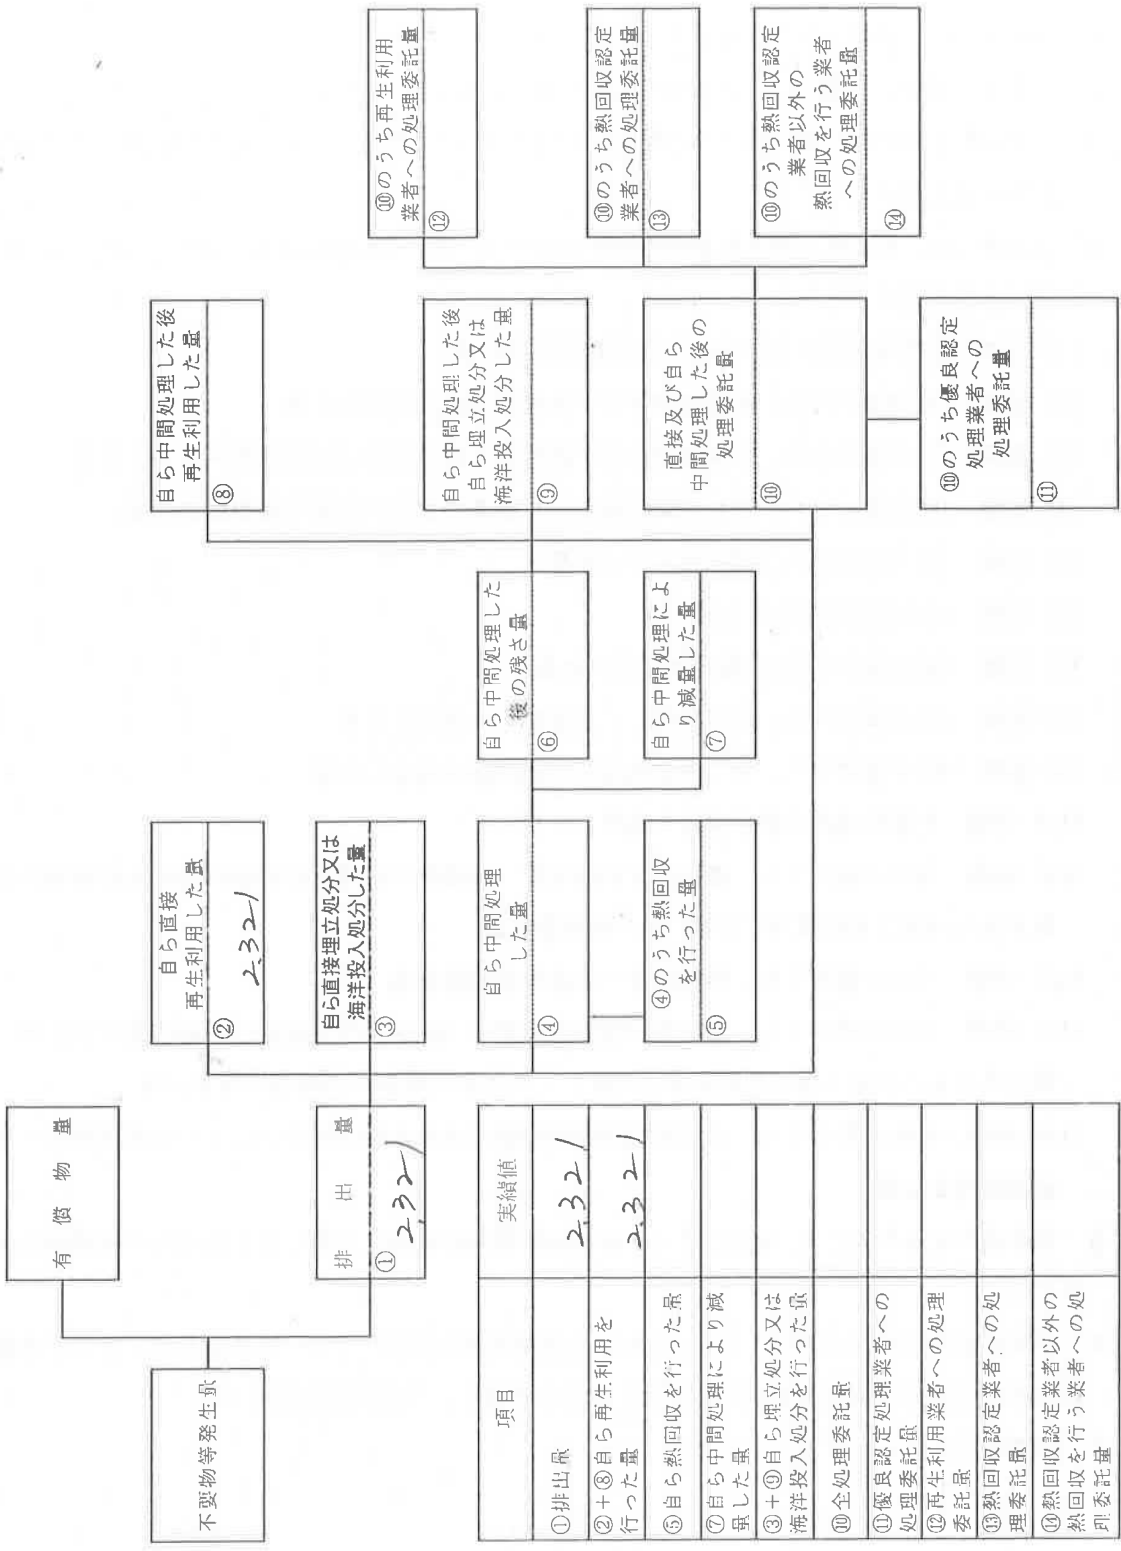 不要物等発生量
有償物量
排出量
①
2,321
自ら直接
再生利用した量
②
2,321
自ら直接埋立処分又は
海洋投入処分した量
③
自ら中間処理
した量
④
④のうち熱回収
を行った量
⑤
自ら中間処理した
後の残さ量
⑥
自ら中間処理によ
り減量した量
⑦
自ら中間処理した後
再生利用した量
⑧
自ら中間処理した後
自ら埋立処分又は
海洋投入処分した量
⑨
直接及び自ら
中間処理した後の
処理委託量
⑩
⑩のうち優良認定
処理業者への
処理委託量
⑪
⑩のうち再生利用
業者への処理委託量
⑫
⑩のうち熱回収認定
業者への処理委託量
⑬
⑩のうち熱回収認定
業者以外の
熱回収を行う業者
への処理委託量
⑭
項目 実績値
①排出量 2,321
②+⑧自ら再生利用を
行った量 2,321
⑤自ら熱回収を行った量
⑦自ら中間処理により減
量した量
③+⑨自ら埋立処分又は
海洋投入処分を行った量
⑩全処理委託量
⑪優良認定処理業者への
処理委託量
⑫再生利用業者への処理
委託量
⑬熱回収認定業者への処
理委託量
⑭熱回収認定業者以外の
熱回収を行う業者への処
理委託量